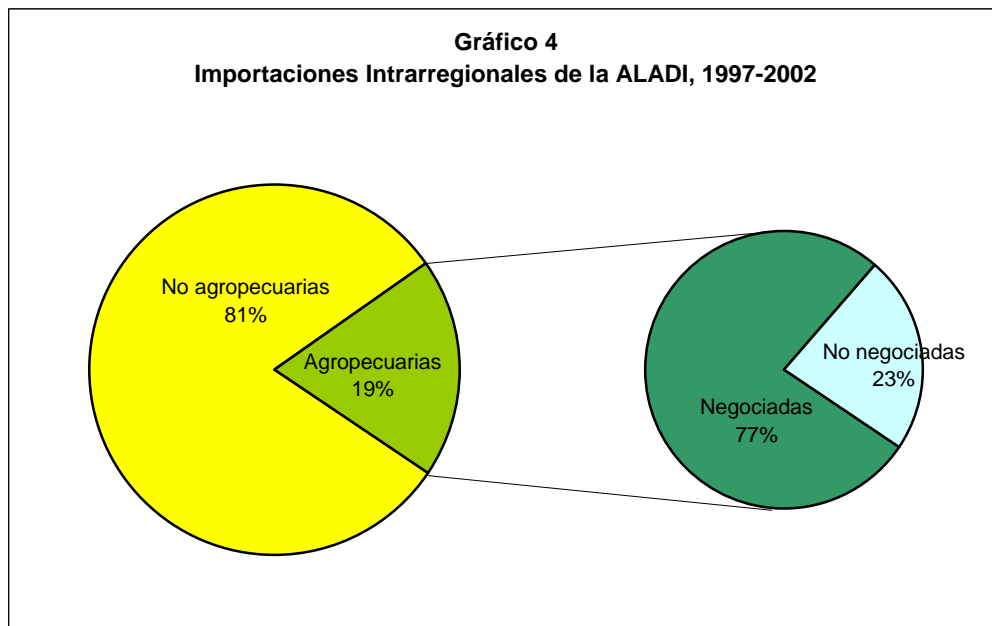 Gráfico 4
Importaciones Intrarregionales de la ALADI, 1997-2002
No agropecuarias
81%
Agropecuarias
19%
Negociadas
77%
No negociadas
23%